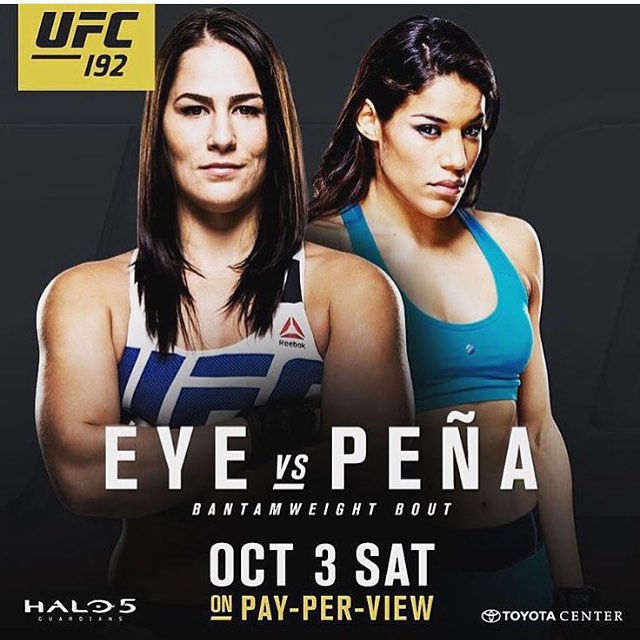 UFC
192
Reebok
UFC
EYE VS PEÑA
BANTAMWEIGHT BOUT
OCT 3 SAT
ON PAY-PER-VIEW
HALO 5
GUARDIANS
TOYOTA CENTER